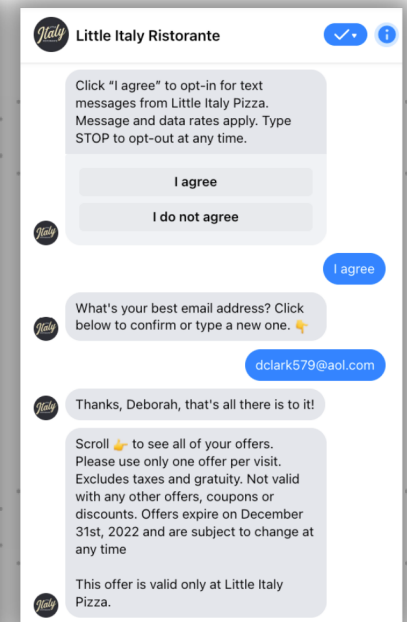 Little Italy Ristorante
Click “I agree” to opt-in for text
messages from Little Italy Pizza.
Message and data rates apply. Type
STOP to opt-out at any time.
I agree
I do not agree
Italy
I agree
What's your best email address? Click
below to confirm or type a new one. 👇
Italy
dclark579@aol.com
Italy
Thanks, Deborah, that's all there is to it!
Scroll 👉 to see all of your offers.
Please use only one offer per visit.
Excludes taxes and gratuity. Not valid
with any other offers, coupons or
discounts. Offers expire on December
31st, 2022 and are subject to change at
any time
This offer is valid only at Little Italy
Pizza.
Italy